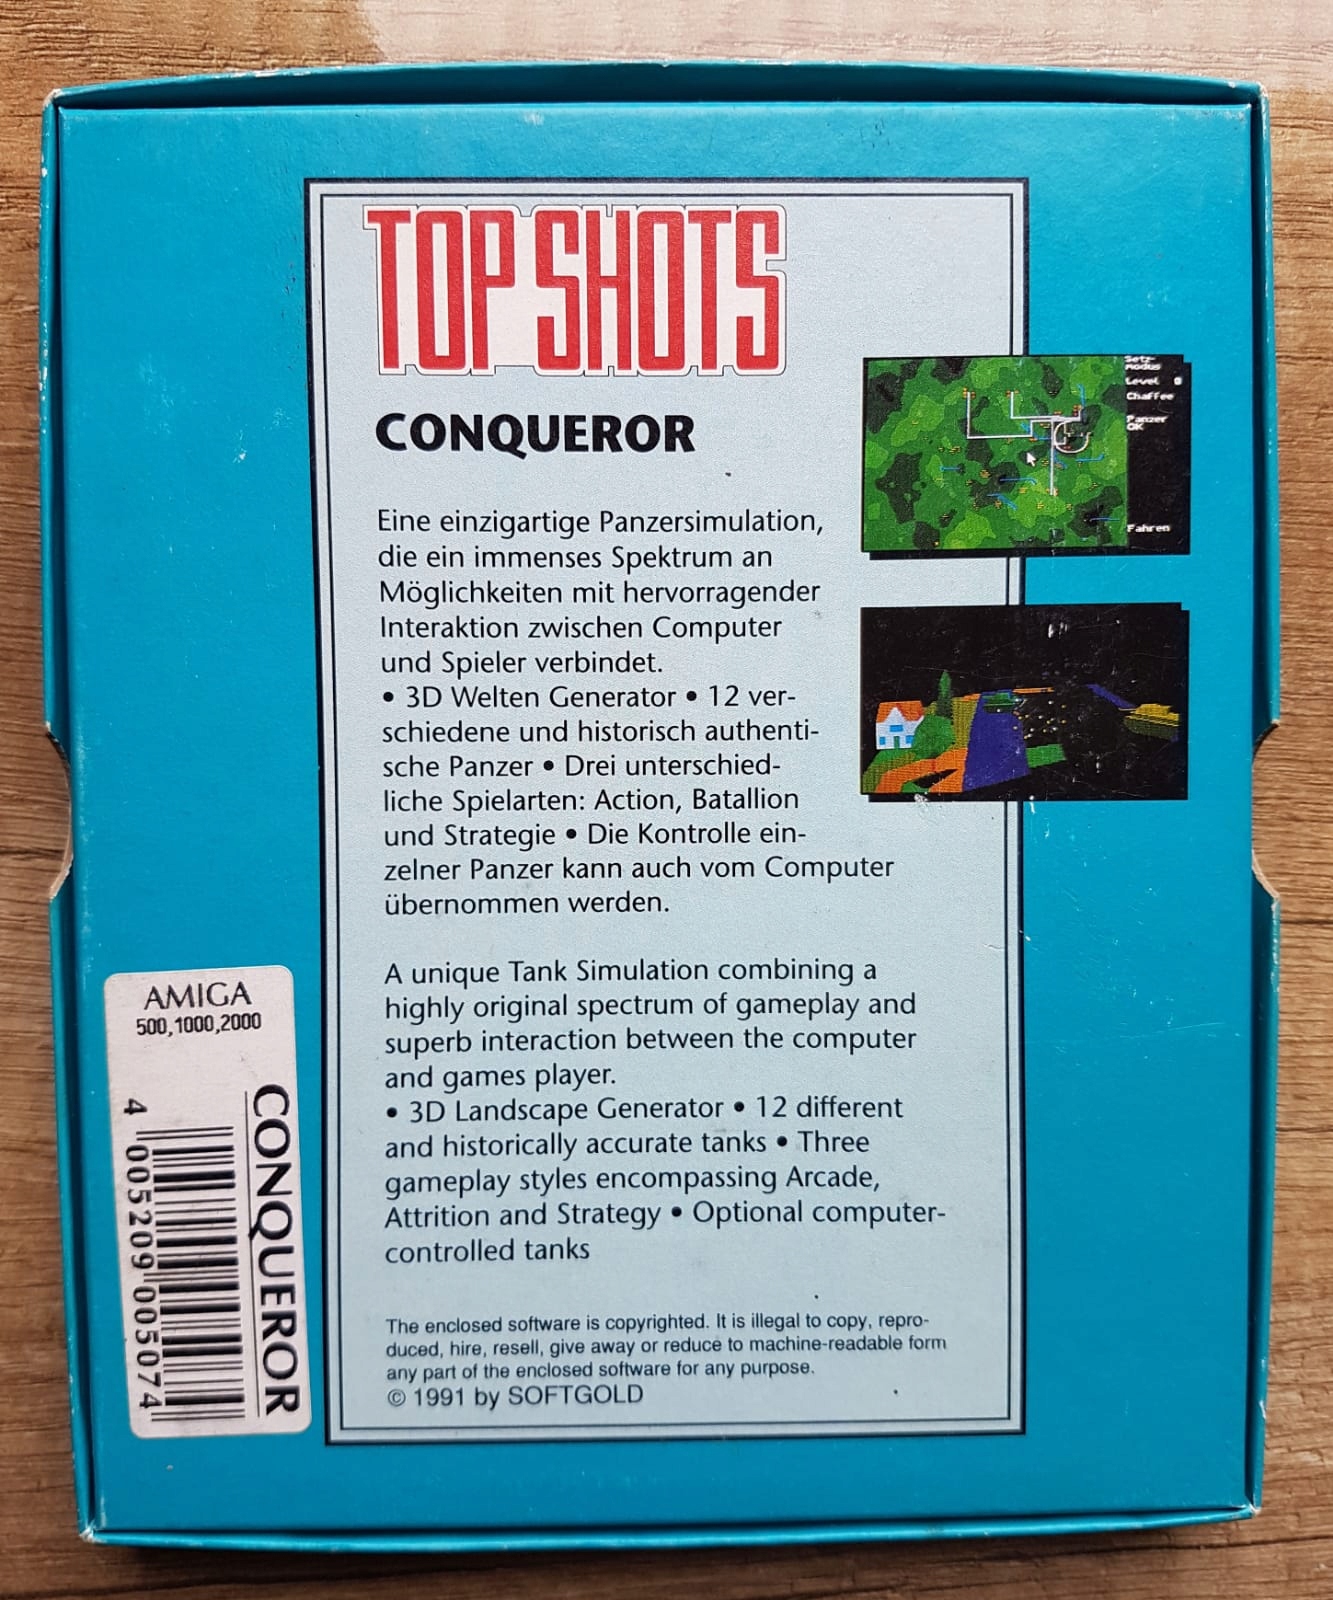 TOP SHOTS
CONQUEROR
Eine einzigartige Panzersimulation,
die ein immenses Spektrum an
Möglichkeiten mit hervorragender
Interaktion zwischen Computer
und Spieler verbindet.
• 3D Welten Generator • 12 ver-
schiedene und historisch authenti-
sche Panzer • Drei unterschied-
liche Spielarten: Action, Batallion
und Strategie • Die Kontrolle ein-
zelner Panzer kann auch vom Computer
übernommen werden.
A unique Tank Simulation combining a
highly original spectrum of gameplay and
superb interaction between the computer
and games player.
• 3D Landscape Generator • 12 different
and historically accurate tanks • Three
gameplay styles encompassing Arcade,
Attrition and Strategy • Optional computer-
controlled tanks
The enclosed software is copyrighted. It is illegal to copy, repro-
duced, hire, resell, give away or reduce to machine-readable form
any part of the enclosed software for any purpose.
© 1991 by SOFTGOLD
Setz-
modus
Level 0
Chaffee
Panzer
OK
Fahren
AMIGA
500,1000,2000
CONQUEROR
4 005209 005074